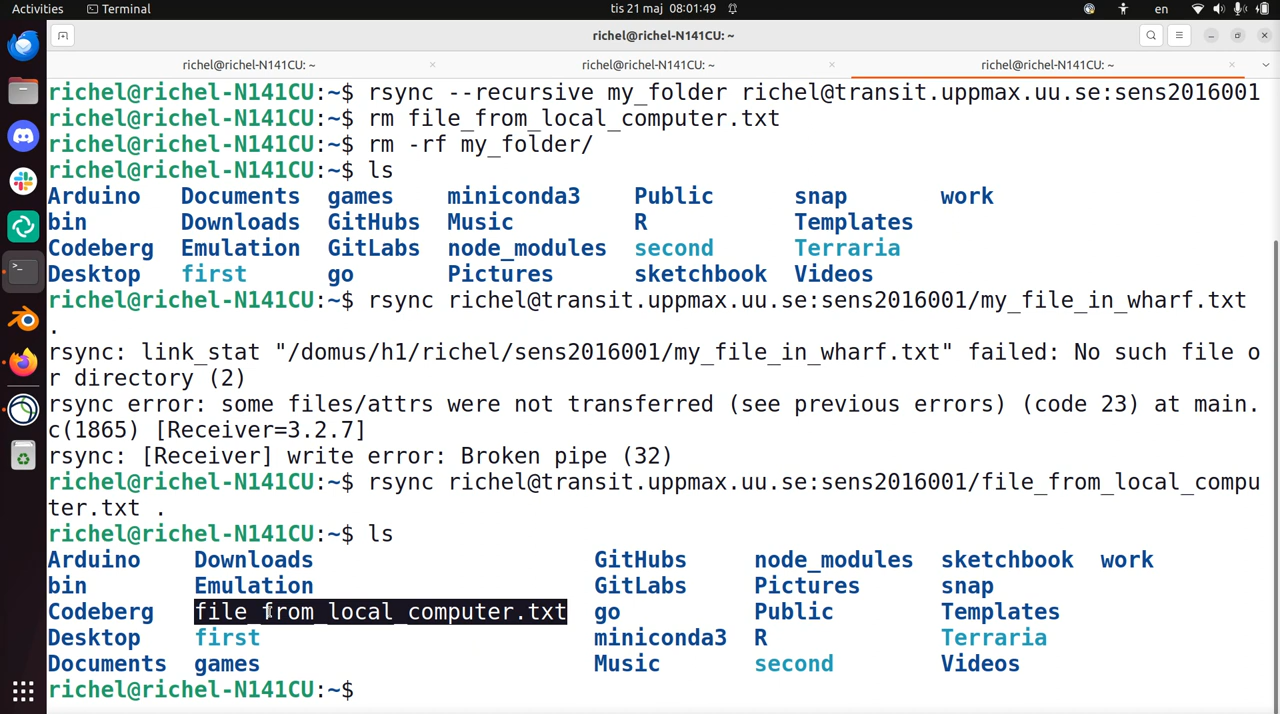 Activities Terminal tis 21 maj 08:01:49 en
richel@richel-N141CU: ~
richel@richel-N141CU: ~ richel@richel-N141CU: ~ richel@richel-N141CU: ~
richel@richel-N141CU:~$ rsync --recursive my_folder richel@transit.uppmax.uu.se:sens2016001
richel@richel-N141CU:~$ rm file_from_local_computer.txt
richel@richel-N141CU:~$ rm -rf my_folder/
richel@richel-N141CU:~$ ls
Arduino Documents games miniconda3 Public snap work
bin Downloads GitHubs Music R Templates
Codeberg Emulation GitLabs node_modules second Terraria
Desktop first go Pictures sketchbook Videos
richel@richel-N141CU:~$ rsync richel@transit.uppmax.uu.se:sens2016001/my_file_in_wharf.txt
.
rsync: link_stat "/domus/h1/richel/sens2016001/my_file_in_wharf.txt" failed: No such file o
r directory (2)
rsync error: some files/attrs were not transferred (see previous errors) (code 23) at main.
c(1865) [Receiver=3.2.7]
rsync: [Receiver] write error: Broken pipe (32)
richel@richel-N141CU:~$ rsync richel@transit.uppmax.uu.se:sens2016001/file_from_local_compu
ter.txt .
richel@richel-N141CU:~$ ls
Arduino Downloads GitHubs node_modules sketchbook work
bin Emulation GitLabs Pictures snap
Codeberg file_from_local_computer.txt go Public Templates
Desktop first miniconda3 R Terraria
Documents games Music second Videos
richel@richel-N141CU:~$